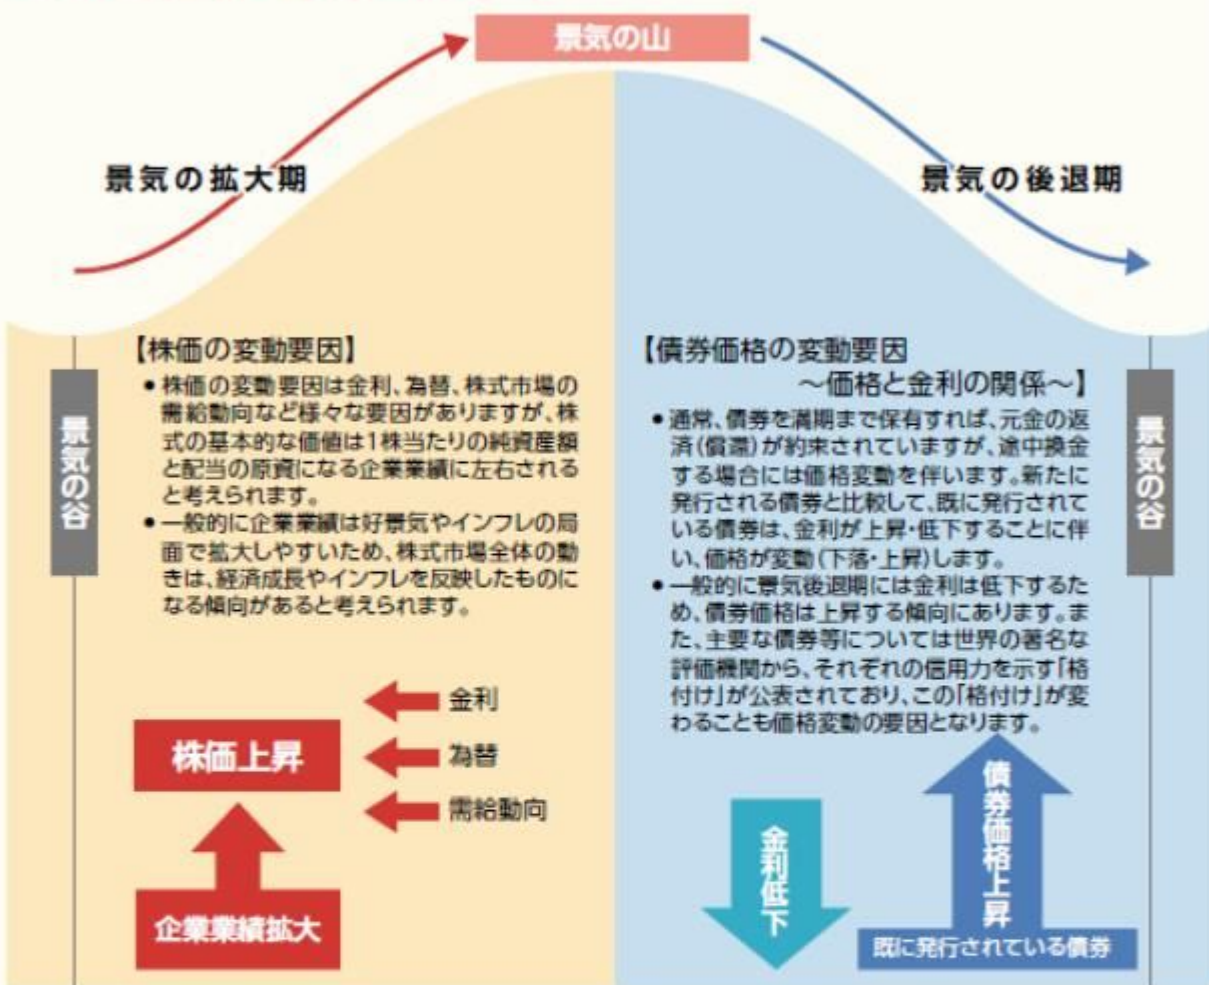 景気の山
景気の拡大期
景気の後退期
景気の谷
【株価の変動要因】
●株価の変動要因は金利、為替、株式市場の
需給動向など様々な要因がありますが、株
式の基本的な価値は1株当たりの純資産額
と配当の原資になる企業業績に左右される
と考えられます。
●一般的に企業業績は好景気やインフレの局
面で拡大しやすいため、株式市場全体の動
きは、経済成長やインフレを反映したものに
なる傾向があると考えられます。
金利
株価上昇
為替
需給動向
企業業績拡大
【債券価格の変動要因
～価格と金利の関係～】
●通常、債券を満期まで保有すれば、元金の返
済(償還)が約束されていますが、途中換金
する場合には価格変動を伴います。新たに
発行される債券と比較して、既に発行されて
いる債券は、金利が上昇・低下することに伴
い、価格が変動(下落・上昇)します。
●一般的に景気後退期には金利は低下するた
め、債券価格は上昇する傾向にあります。ま
た、主要な債券等については世界の著名な
評価機関から、それぞれの信用力を示す「格
付け」が公表されており、この「格付け」が変
わることも価格変動の要因となります。
金利低下
債券価格上昇
既に発行されている債券
景気の谷